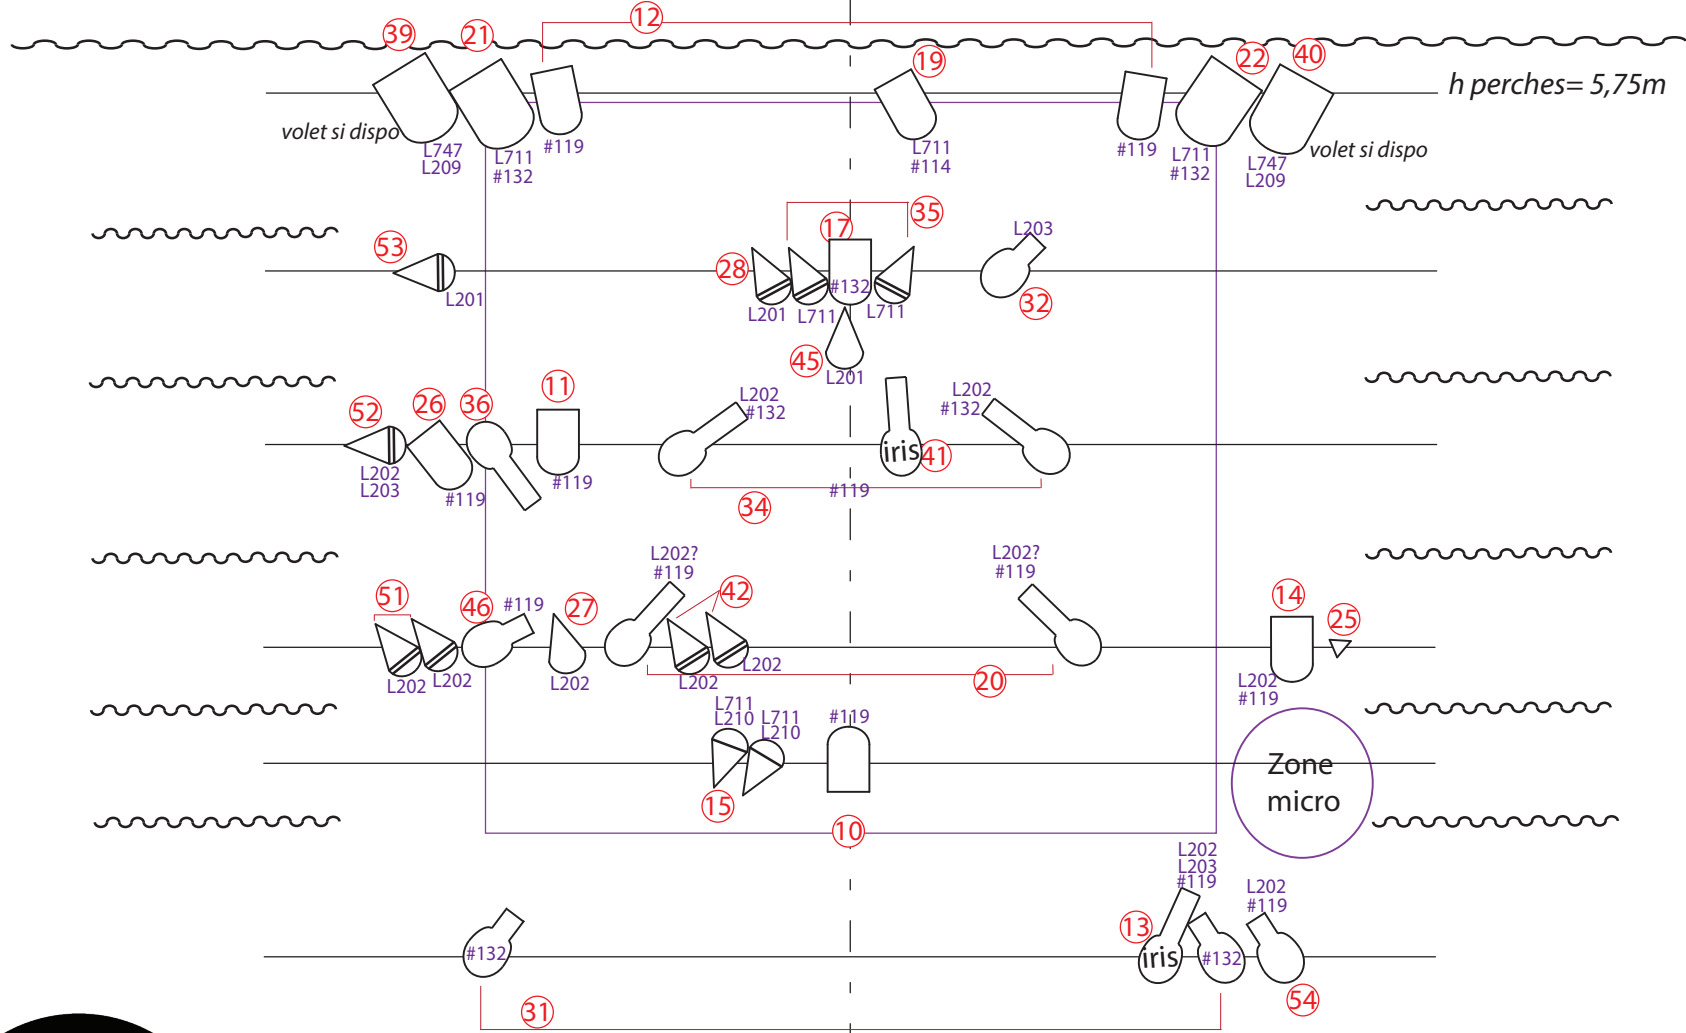 12
39
21
19
22
40
h perches= 5,75m
volet si dispo
L747
L209
L711
#132
#119
L711
#114
#119
L711
#132
L747
L209
volet si dispo
53
L201
28
L201
35
17
#132
L711
L711
45
L201
L203
32
52
L202
L203
26
#119
36
11
#119
L202
#132
iris
41
L202
#132
34
#119
51
L202
L202
46
#119
27
L202
L202?
#119
42
L202
L202
L202?
#119
20
14
L202
#119
25
L711
L210
L711
L210
15
#119
10
Zone
micro
#132
31
L202
L203
#119
13
iris
#132
L202
#119
54